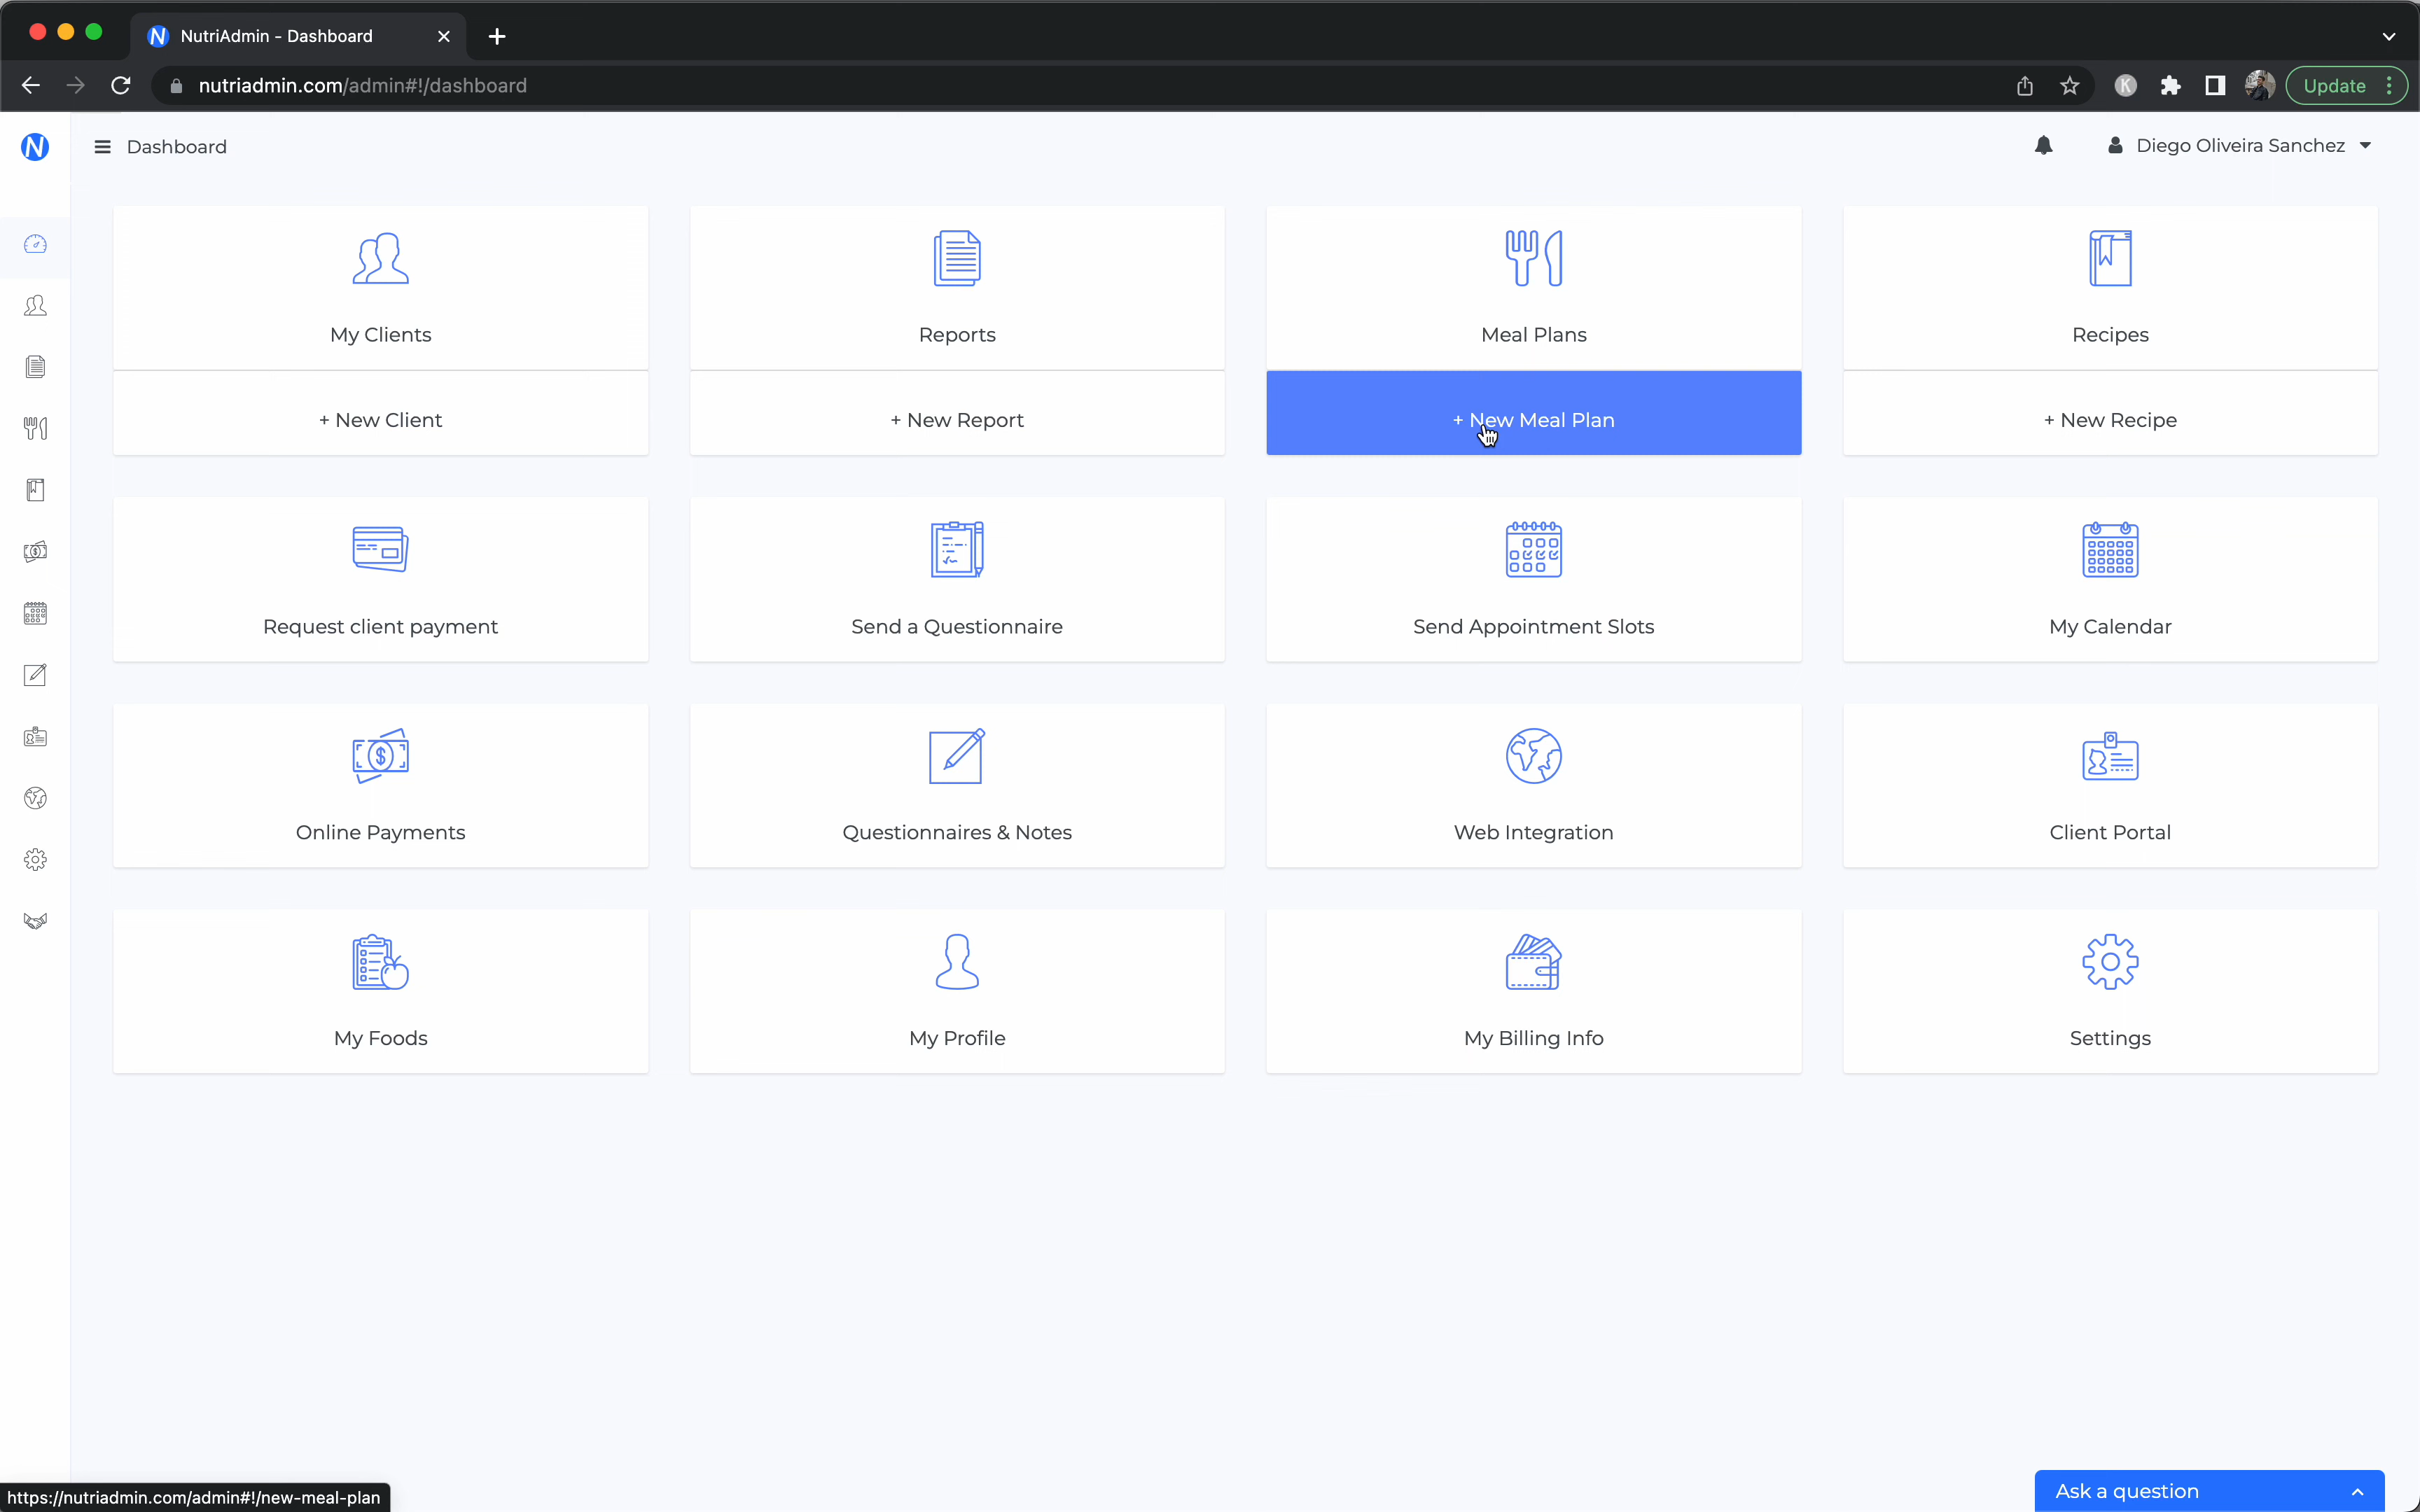 NutriAdmin - Dashboard
nutriadmin.com/admin#!/dashboard
K
Update
N
Dashboard
Diego Oliveira Sanchez
My Clients
Reports
Meal Plans
Recipes
+ New Client
+ New Report
+ New Meal Plan
+ New Recipe
Request client payment
Send a Questionnaire
Send Appointment Slots
My Calendar
Online Payments
Questionnaires & Notes
Web Integration
Client Portal
My Foods
My Profile
My Billing Info
Settings
https://nutriadmin.com/admin#!/new-meal-plan
Ask a question